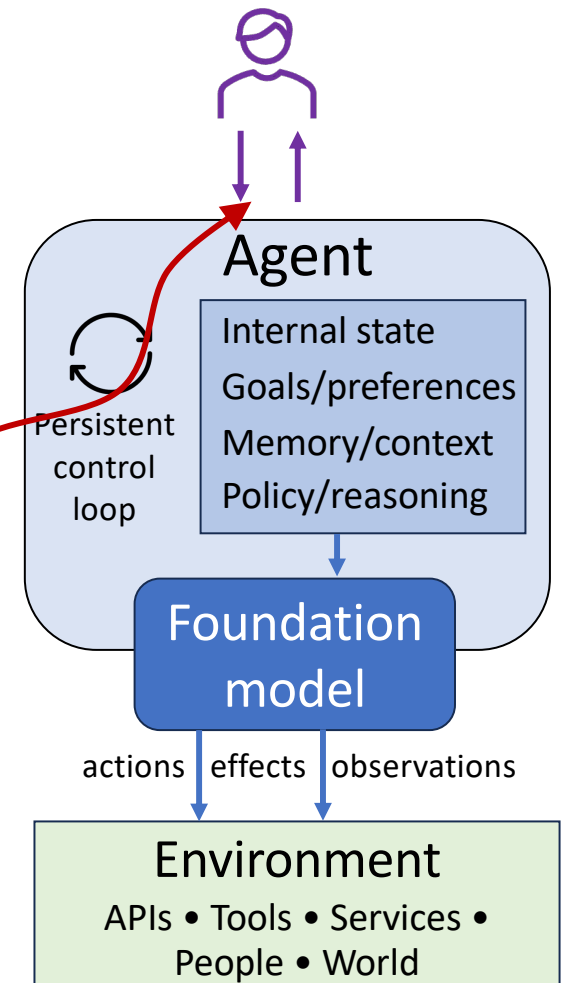 Agent
Internal state
Goals/preferences
Memory/context
Policy/reasoning
Persistent
control
loop
Foundation
model
actions effects observations
Environment
APIs • Tools • Services •
People • World